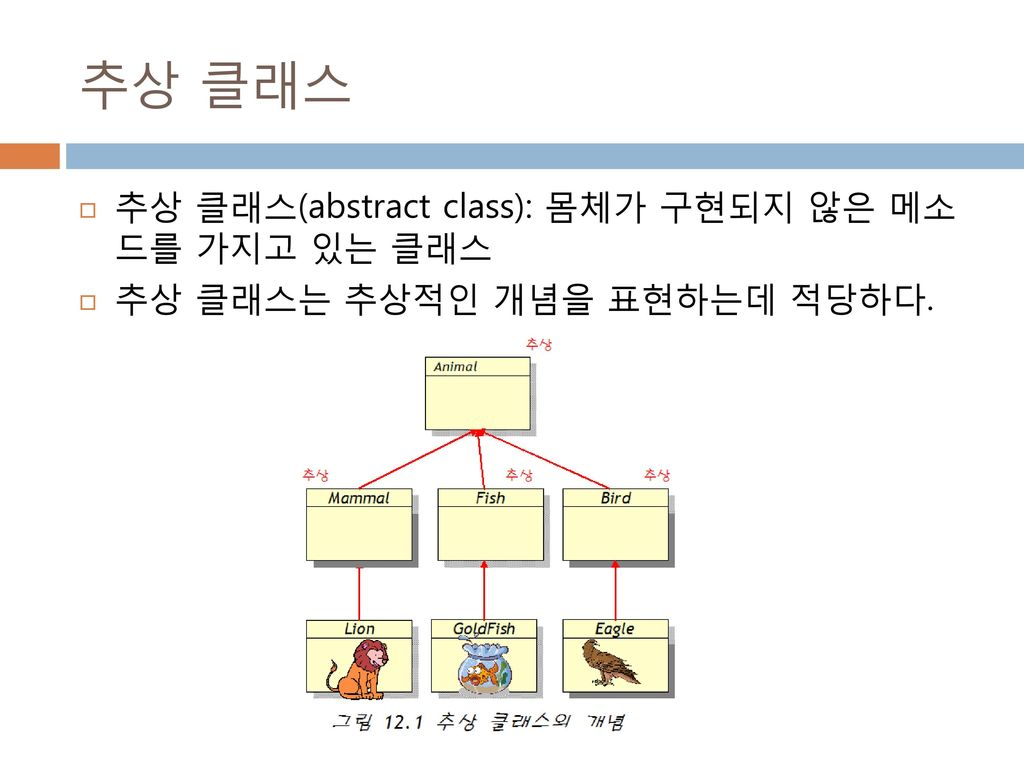 추상 클래스
추상 클래스(abstract class): 몸체가 구현되지 않은 메소
드를 가지고 있는 클래스
추상 클래스는 추상적인 개념을 표현하는데 적당하다.
추상
Animal
추상 추상 추상
Mammal Fish Bird
Lion GoldFish Eagle
그림 12.1 추상 클래스의 개념